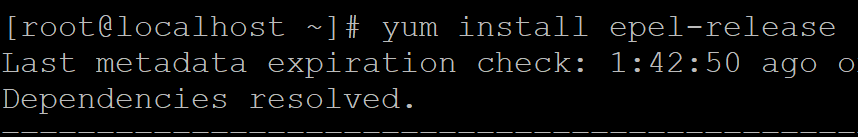 [root@localhost ~]# yum install epel-release
Last metadata expiration check: 1:42:50 ago o
Dependencies resolved.